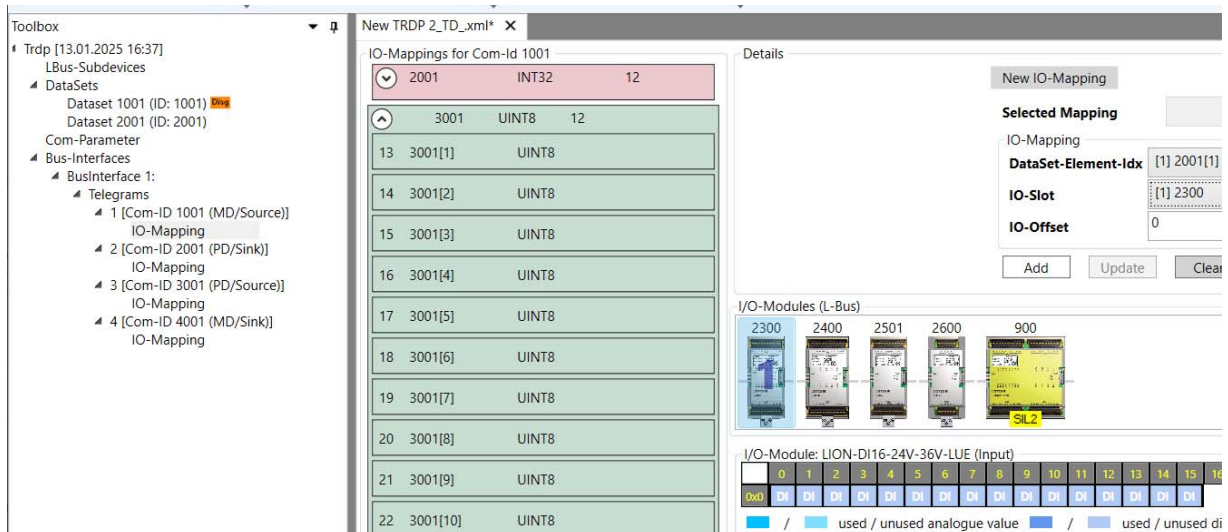 Toolbox
Trdp [13.01.2025 16:37]
LBus-Subdevices
DataSets
Dataset 1001 (ID: 1001) Diag
Dataset 2001 (ID: 2001)
Com-Parameter
Bus-Interfaces
BusInterface 1:
Telegrams
1 [Com-ID 1001 (MD/Source)]
IO-Mapping
2 [Com-ID 2001 (PD/Sink)]
IO-Mapping
3 [Com-ID 3001 (PD/Source)]
IO-Mapping
4 [Com-ID 4001 (MD/Sink)]
IO-Mapping
New TRDP 2_TD_.xml* X
IO-Mappings for Com-Id 1001
2001 INT32 12
3001 UINT8 12
13 3001[1] UINT8
14 3001[2] UINT8
15 3001[3] UINT8
16 3001[4] UINT8
17 3001[5] UINT8
18 3001[6] UINT8
19 3001[7] UINT8
20 3001[8] UINT8
21 3001[9] UINT8
22 3001[10] UINT8
Details
New IO-Mapping
Selected Mapping
IO-Mapping
DataSet-Element-Idx [1] 2001[1]
IO-Slot [1] 2300
IO-Offset 0
Add Update Clear
I/O-Modules (L-Bus)
2300 2400 2501 2600 900
1
SIL2
I/O-Module: LION-DI16-24V-36V-LUE (Input)
0 1 2 3 4 5 6 7 8 9 10 11 12 13 14 15 16
0x0 DI DI DI DI DI DI DI DI DI DI DI DI DI DI DI DI
/ used / unused analogue value / used / unused di